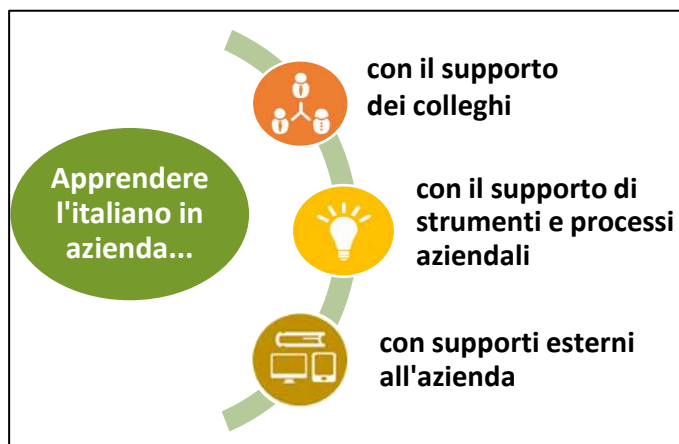 Apprendere
l'italiano in
azienda...
con il supporto
dei colleghi
con il supporto di
strumenti e processi
aziendali
con supporti esterni
all'azienda